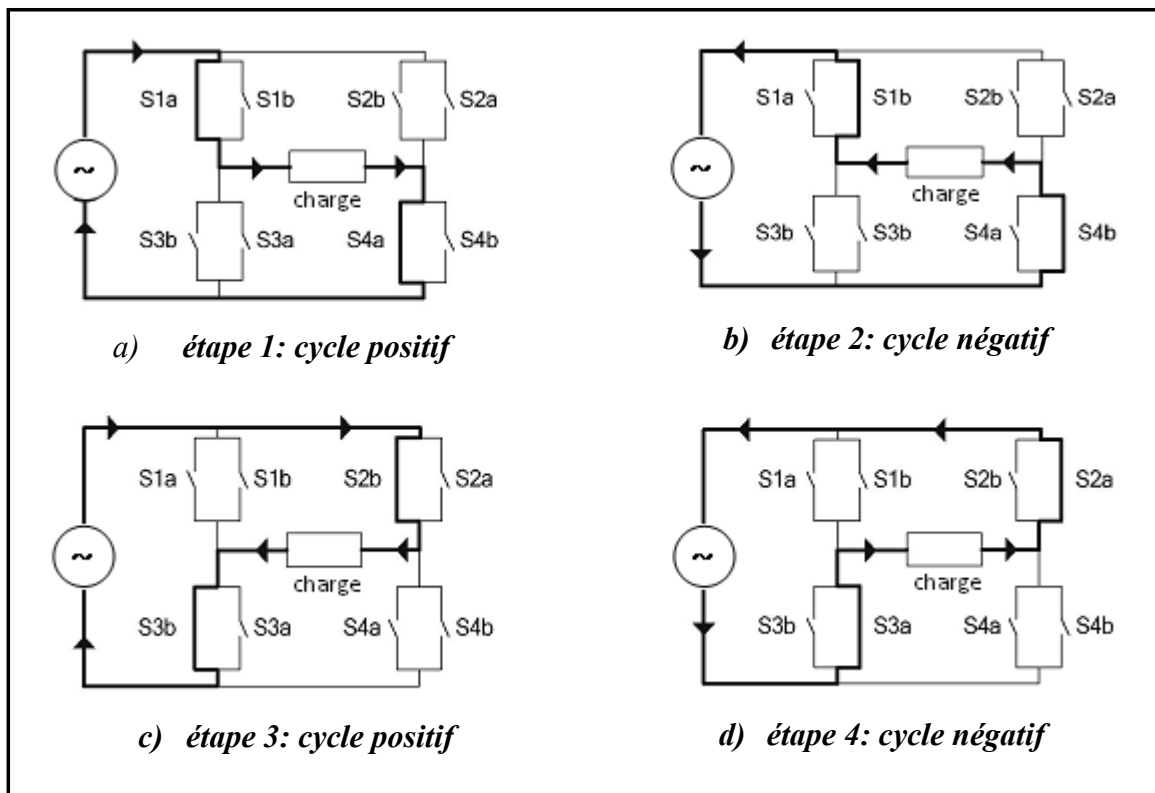 S1a S1b S2b S2a
~
charge
S3b S3a S4a S4b
a) étape 1: cycle positif
S1a S1b S2b S2a
~
charge
S3b S3b S4a S4b
b) étape 2: cycle négatif
S1a S1b S2b S2a
~
charge
S3b S3a S4a S4b
c) étape 3: cycle positif
S1a S1b S2b S2a
~
charge
S3b S3a S4a S4b
d) étape 4: cycle négatif